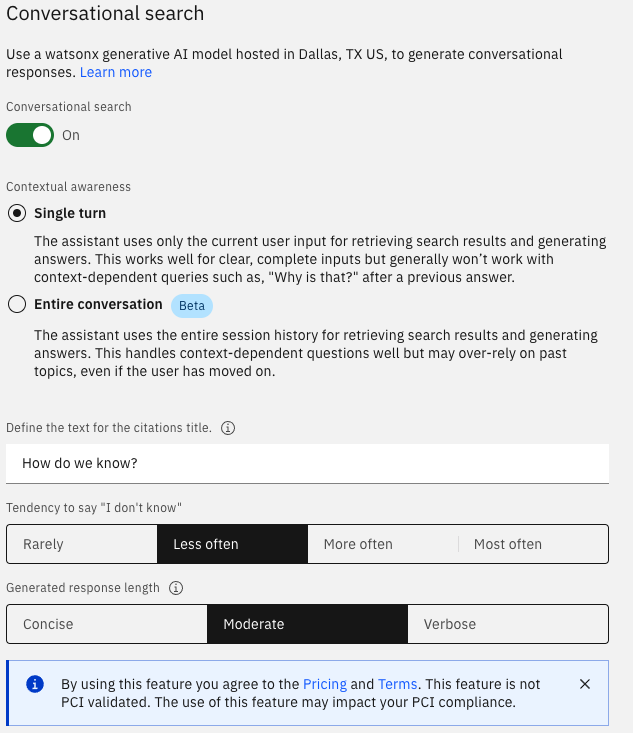 Conversational search
Use a watsonx generative AI model hosted in Dallas, TX US, to generate conversational
responses. Learn more
Conversational search
On
Contextual awareness
Single turn
The assistant uses only the current user input for retrieving search results and generating
answers. This works well for clear, complete inputs but generally won’t work with
context-dependent queries such as, "Why is that?" after a previous answer.
Entire conversation Beta
The assistant uses the entire session history for retrieving search results and generating
answers. This handles context-dependent questions well but may over-rely on past
topics, even if the user has moved on.
Define the text for the citations title.
How do we know?
Tendency to say "I don't know"
Rarely Less often More often Most often
Generated response length
Concise Moderate Verbose
By using this feature you agree to the Pricing and Terms. This feature is not
PCI validated. The use of this feature may impact your PCI compliance.